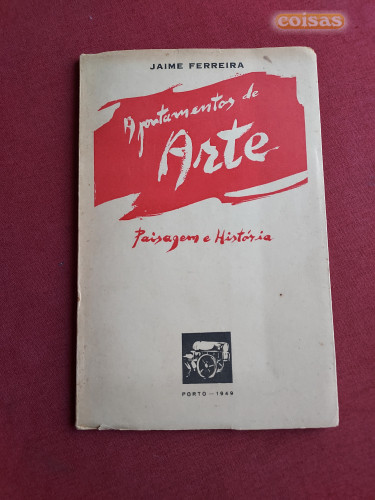 coisas
JAIME FERREIRA
Apontamentos de
Arte
Paisagem e História
PORTO - 1949